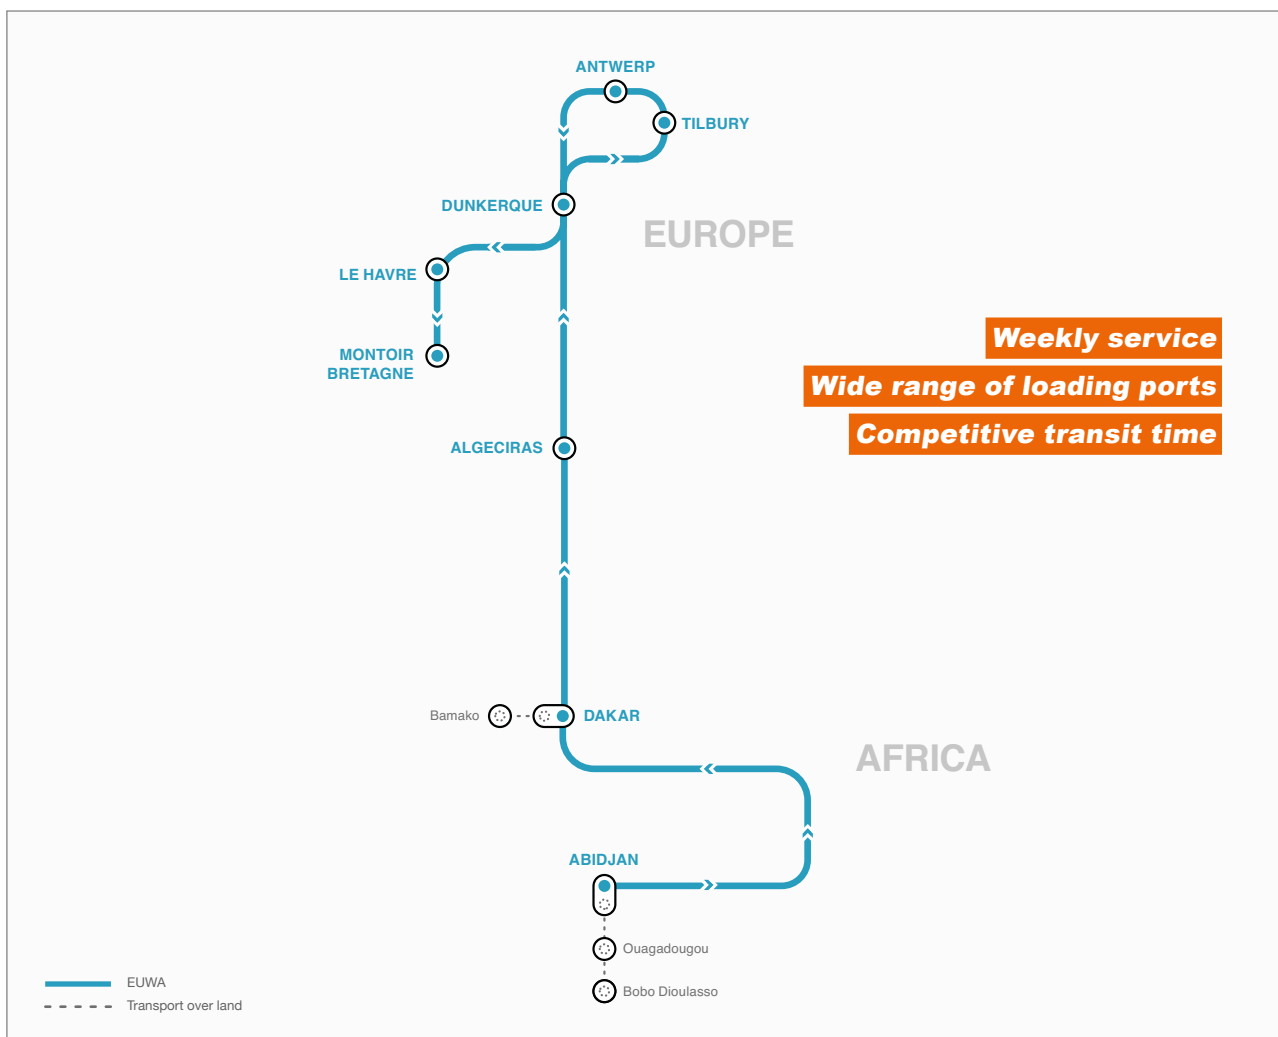 ANTWERP
TILBURY
DUNKERQUE
EUROPE
LE HAVRE
Weekly service
MONTOIR
BRETAGNE
Wide range of loading ports
Competitive transit time
ALGECIRAS
Bamako
DAKAR
AFRICA
ABIDJAN
Ouagadougou
Bobo Dioulasso
EUWA
Transport over land